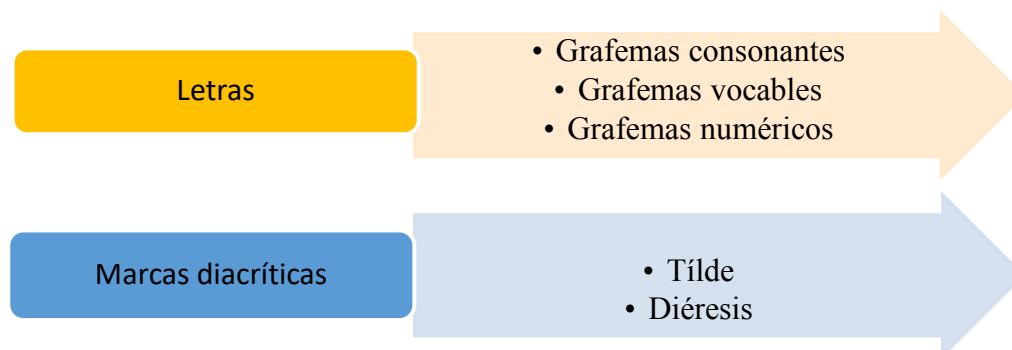 Letras
• Grafemas consonantes
• Grafemas vocables
• Grafemas numéricos
Marcas diacríticas
• Tílde
• Diéresis